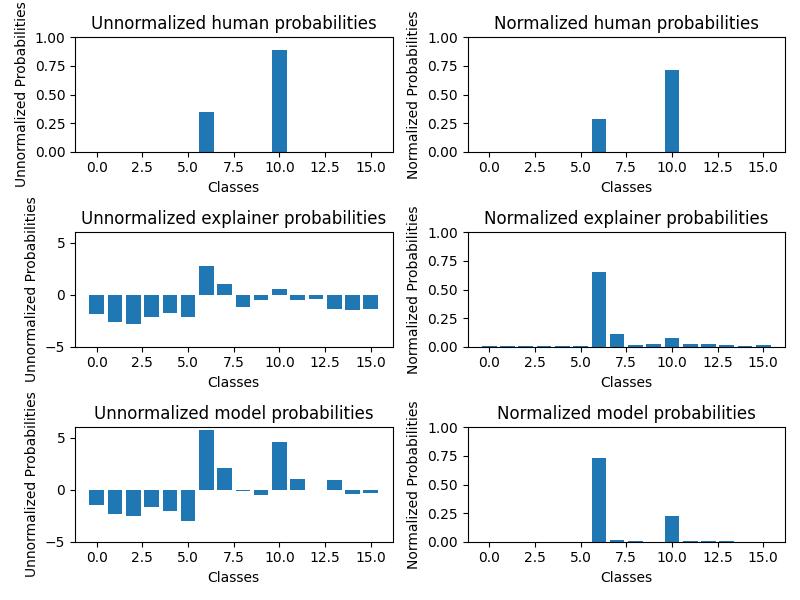 Unnormalized human probabilities
Unnormalized Probabilities
1.00
0.75
0.50
0.25
0.00
0.0 2.5 5.0 7.5 10.0 12.5 15.0
Classes
Normalized human probabilities
Normalized Probabilities
1.00
0.75
0.50
0.25
0.00
0.0 2.5 5.0 7.5 10.0 12.5 15.0
Classes
Unnormalized explainer probabilities
Unnormalized Probabilities
5
0
−5
0.0 2.5 5.0 7.5 10.0 12.5 15.0
Classes
Normalized explainer probabilities
Normalized Probabilities
1.00
0.75
0.50
0.25
0.00
0.0 2.5 5.0 7.5 10.0 12.5 15.0
Classes
Unnormalized model probabilities
Unnormalized Probabilities
5
0
−5
0.0 2.5 5.0 7.5 10.0 12.5 15.0
Classes
Normalized model probabilities
Normalized Probabilities
1.00
0.75
0.50
0.25
0.00
0.0 2.5 5.0 7.5 10.0 12.5 15.0
Classes